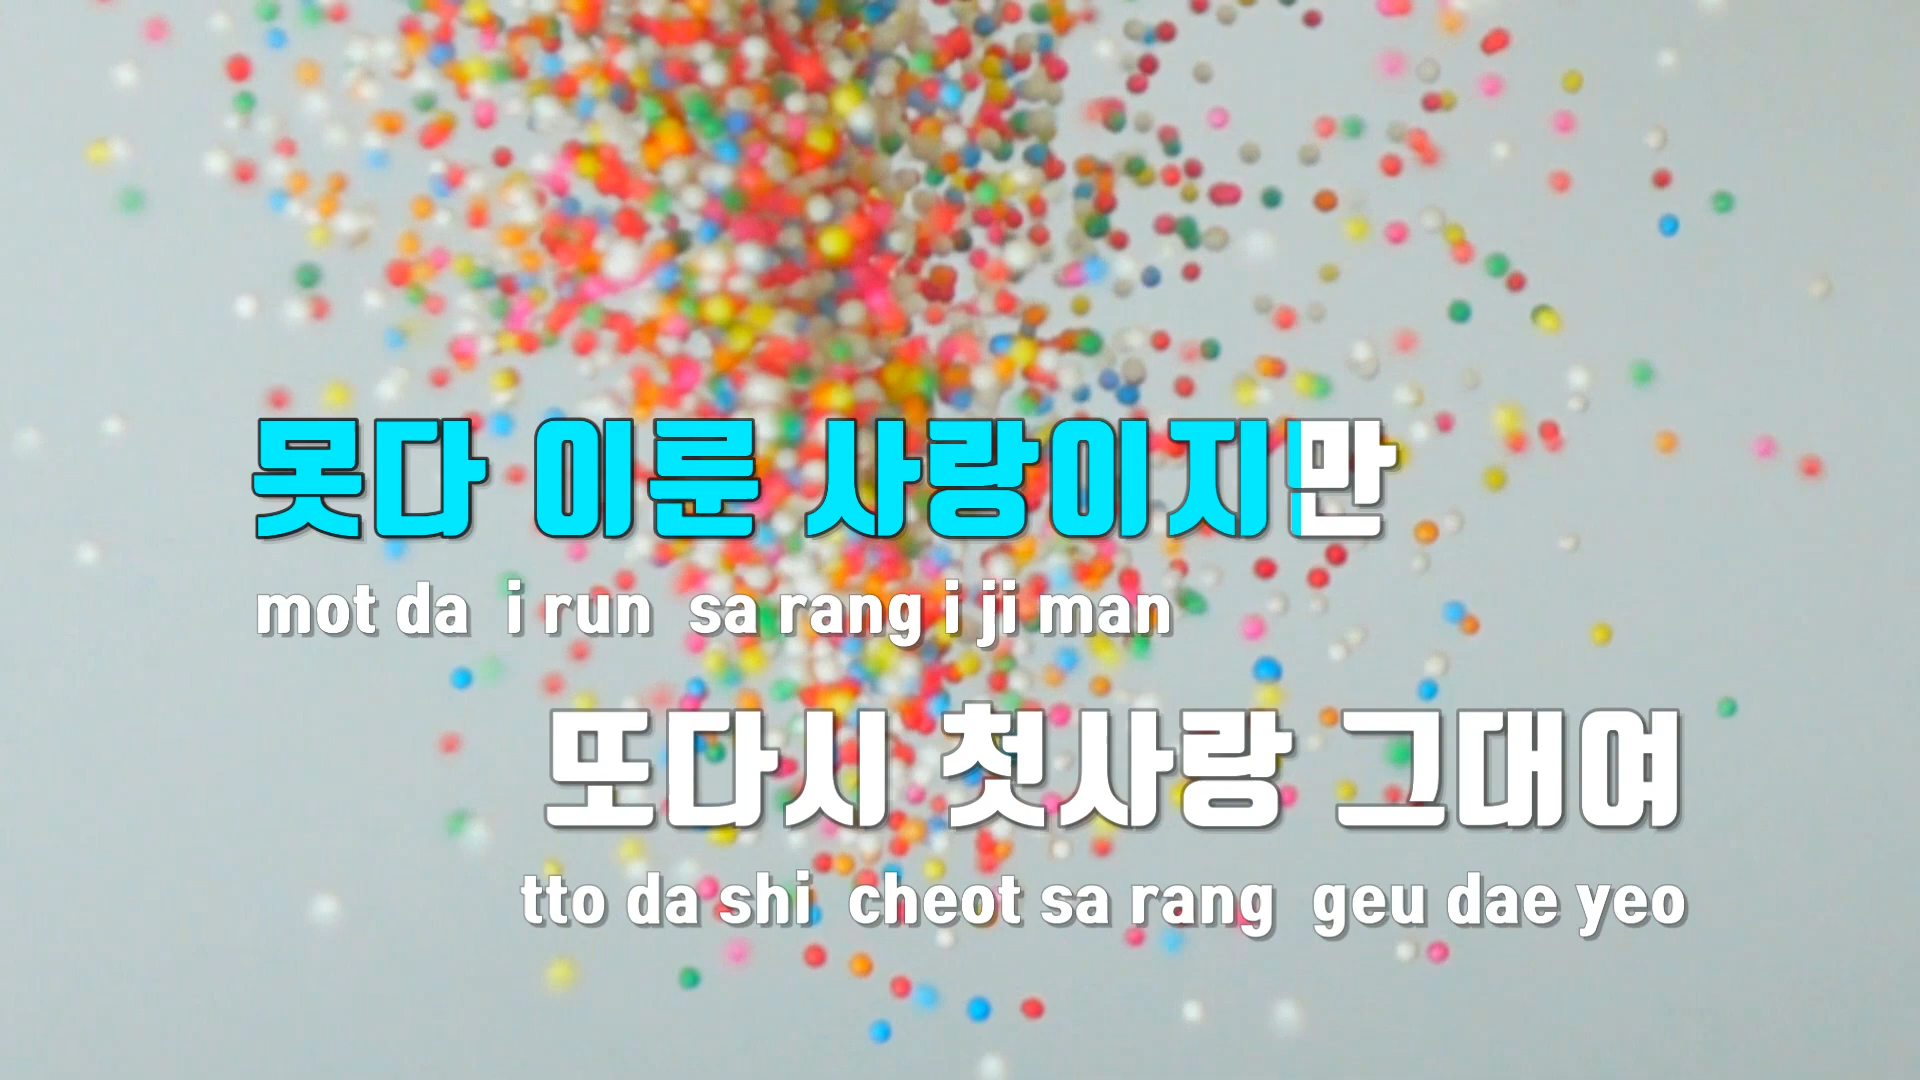 못다 이룬 사랑이지만
mot da i run sa rang i ji man
또다시 첫사랑 그대여
tto da shi cheot sa rang geu dae yeo